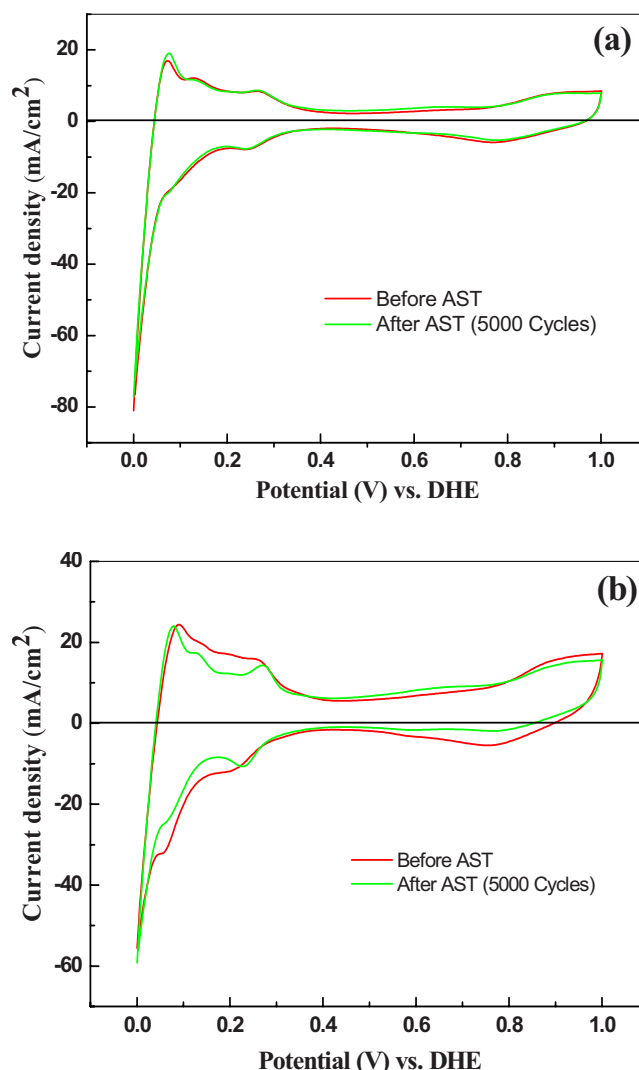 (a)
Current density (mA/cm²)
20
0
-20
-40
-60
-80
Before AST
After AST (5000 Cycles)
0.0 0.2 0.4 0.6 0.8 1.0
Potential (V) vs. DHE
(b)
Current density (mA/cm²)
40
20
0
-20
-40
-60
Before AST
After AST (5000 Cycles)
0.0 0.2 0.4 0.6 0.8 1.0
Potential (V) vs. DHE